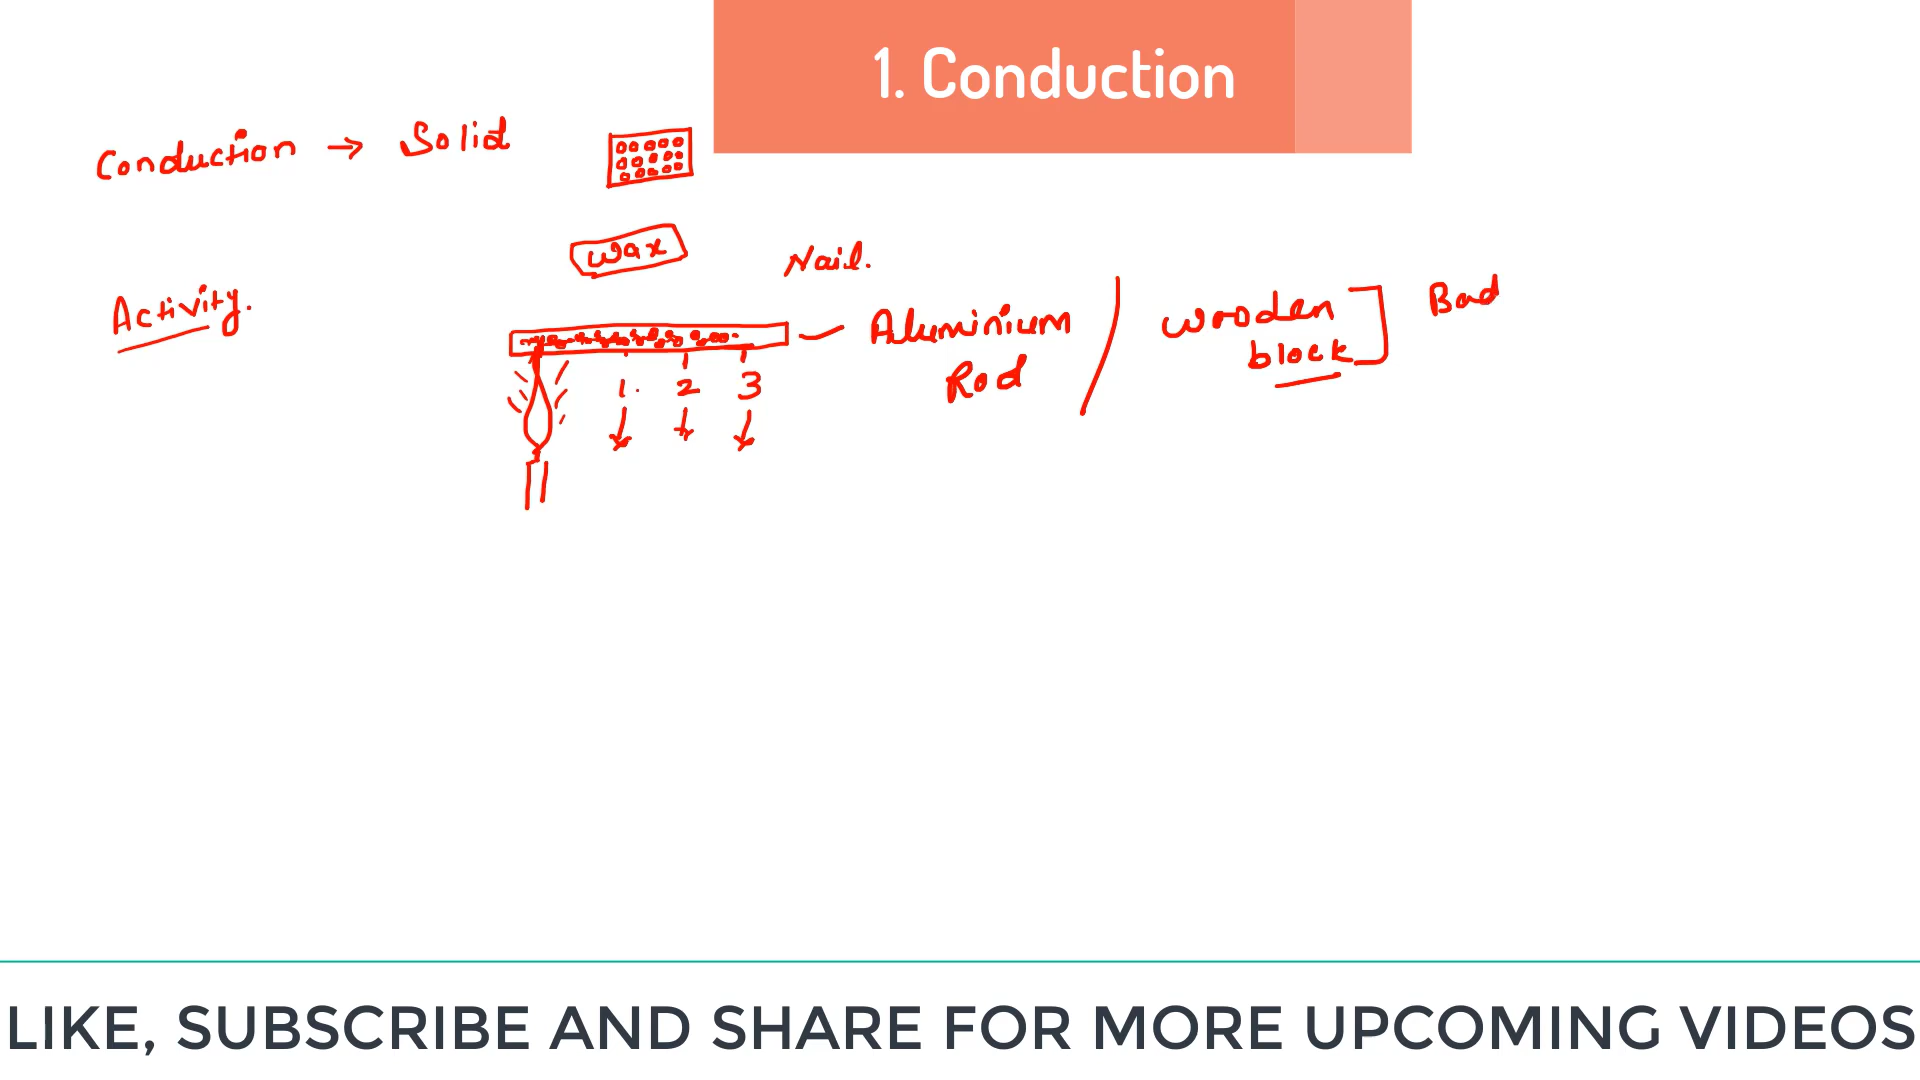 1. Conduction
Conduction → Solid
Wax
Nail.
Activity.
Aluminium
Rod
wooden
block
Bad
1. 2 3
LIKE, SUBSCRIBE AND SHARE FOR MORE UPCOMING VIDEOS